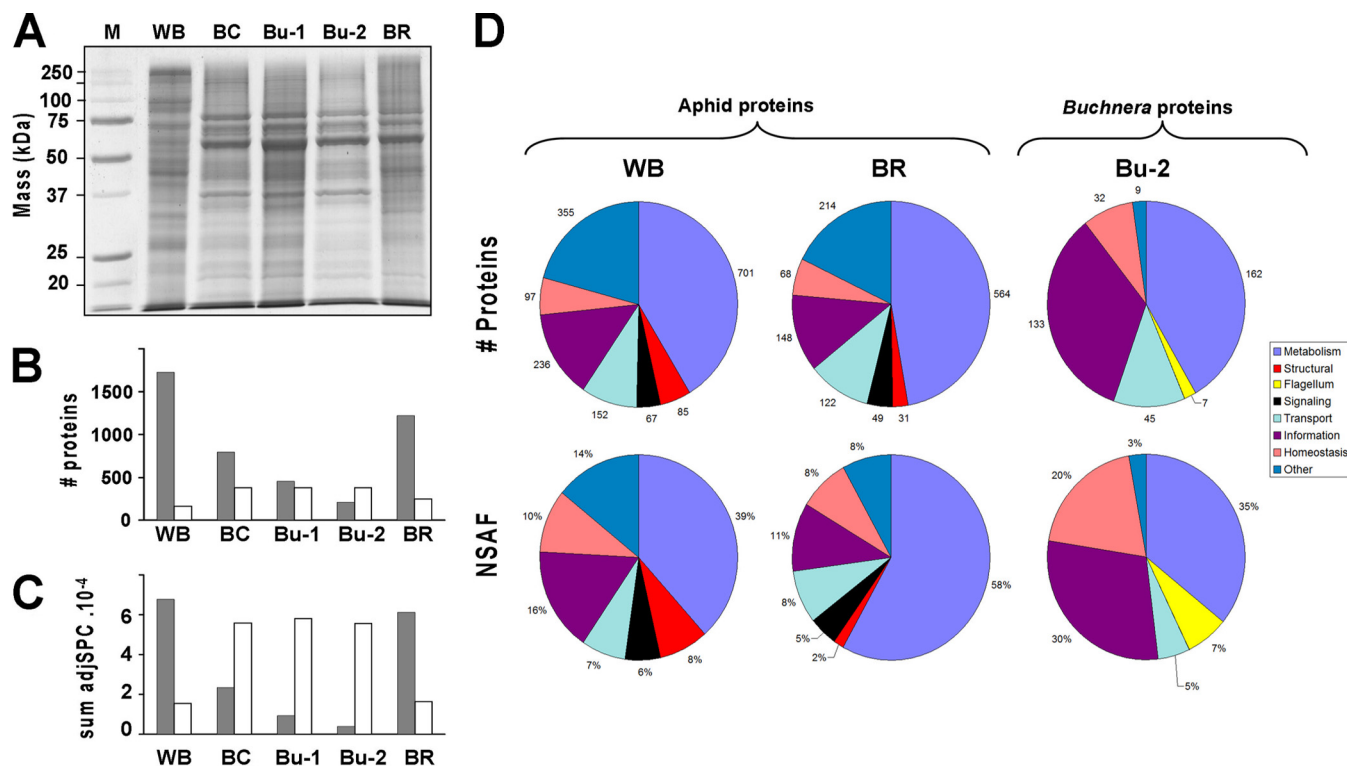 A
M WB BC Bu-1 Bu-2 BR
Mass (kDa)
250
100
75
50
37
25
20
B
# proteins
1500
1000
500
0
WB BC Bu-1 Bu-2 BR
C
sum adjSPC .10-4
6
4
2
0
WB BC Bu-1 Bu-2 BR
D
Aphid proteins
Buchnera proteins
WB BR Bu-2
# Proteins
355
701
97
236
152
67
85
214
564
68
148
122
49
31
9
32
162
133
45
7
NSAF
14%
39%
10%
16%
7%
6%
8%
8%
8%
58%
11%
8%
5%
2%
3%
20%
35%
30%
5%
7%
Metabolism
Structural
Flagellum
Signaling
Transport
Information
Homeostasis
Other